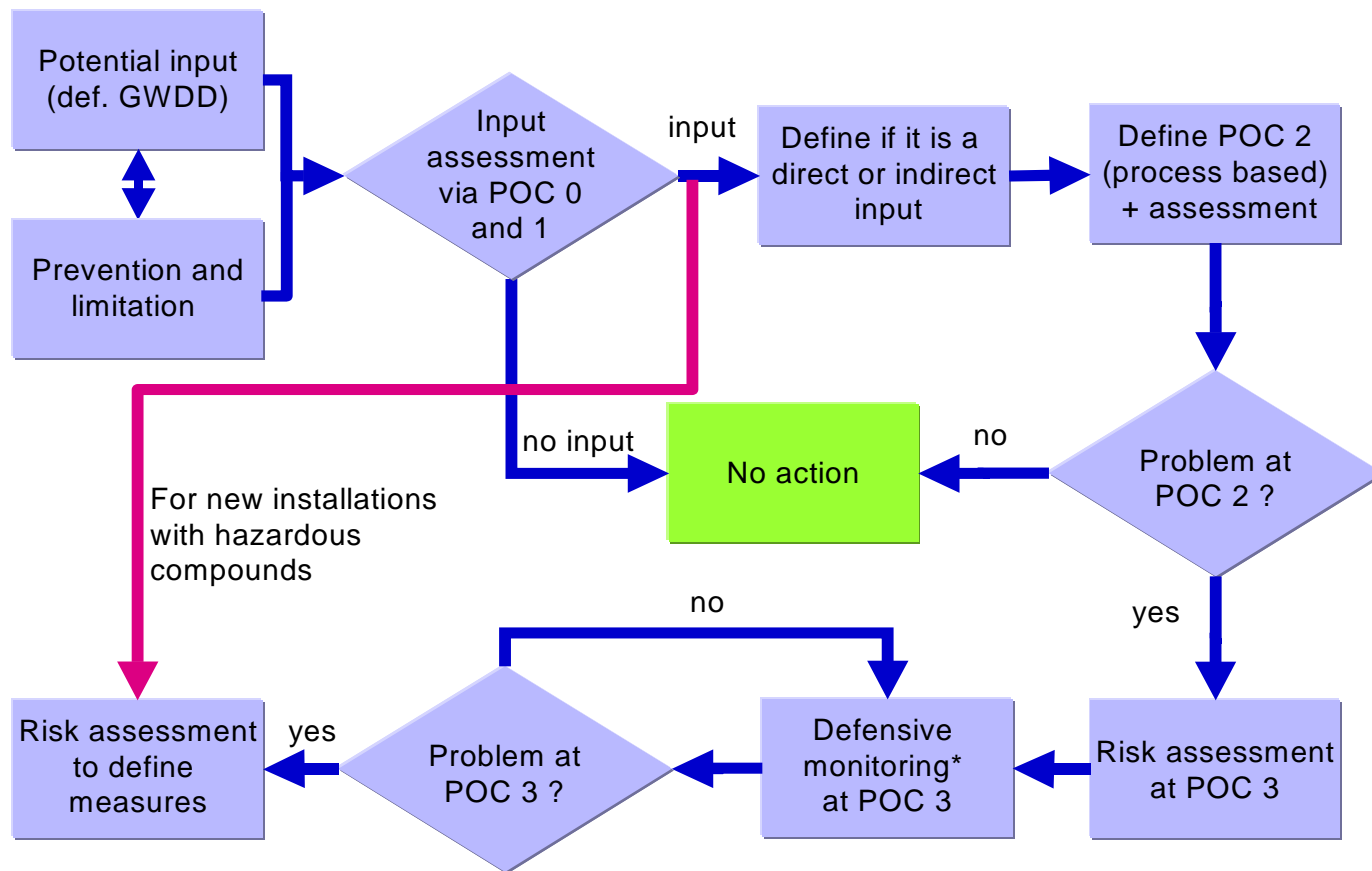 Potential input
(def. GWDD)
Prevention and
limitation
Input
assessment
via POC 0
and 1
input
Define if it is a
direct or indirect
input
Define POC 2
(process based)
+ assessment
no input
No action
no
Problem at
POC 2 ?
For new installations
with hazardous
compounds
no
yes
Risk assessment
to define
measures
yes
Problem at
POC 3 ?
Defensive
monitoring*
at POC 3
Risk assessment
at POC 3